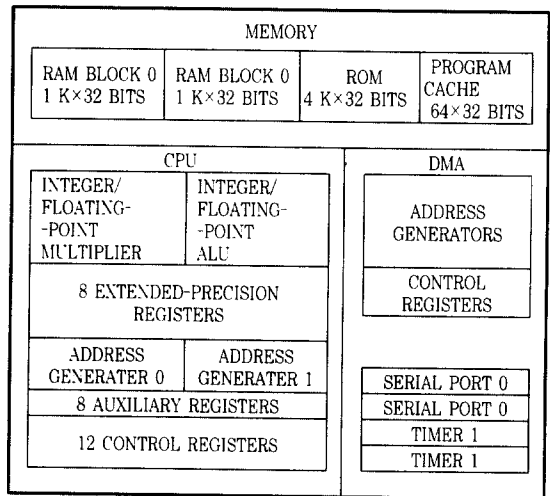 MEMORY
RAM BLOCK 0
1 K×32 BITS
RAM BLOCK 0
1 K×32 BITS
ROM
4 K×32 BITS
PROGRAM
CACHE
64×32 BITS
CPU
INTEGER/
FLOATING-
-POINT
MULTIPLIER
INTEGER/
FLOATING-
-POINT
ALU
8 EXTENDED-PRECISION
REGISTERS
ADDRESS
GENERATER 0
ADDRESS
GENERATER 1
8 AUXILIARY REGISTERS
12 CONTROL REGISTERS
DMA
ADDRESS
GENERATORS
CONTROL
REGISTERS
SERIAL PORT 0
SERIAL PORT 0
TIMER 1
TIMER 1